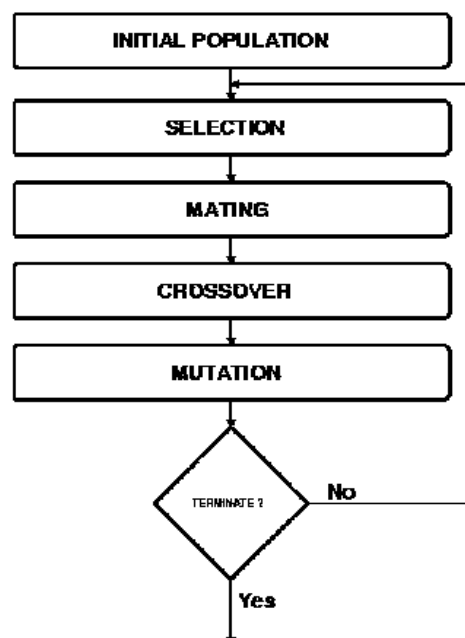 INITIAL POPULATION
SELECTION
MATING
CROSSOVER
MUTATION
TERMINATE ?
No
Yes